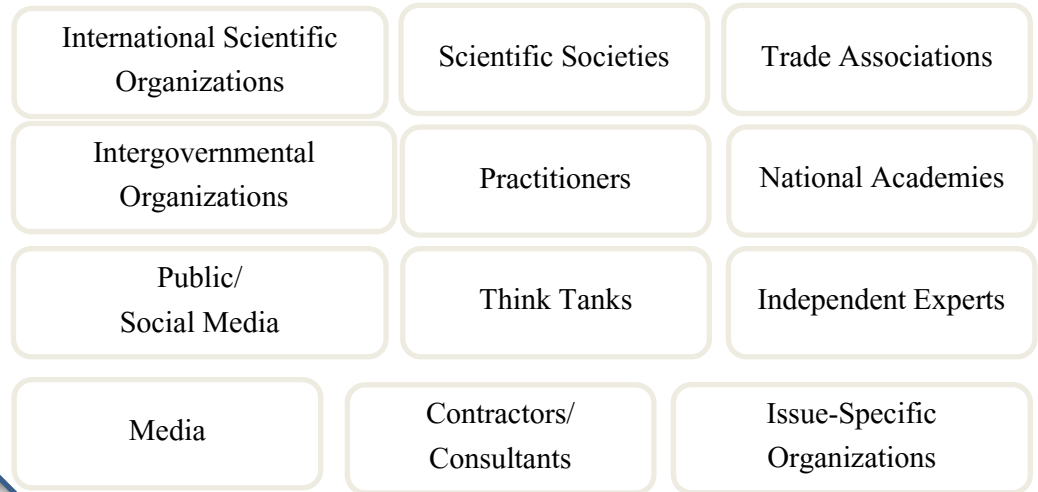 International Scientific
Organizations
Scientific Societies
Trade Associations
Intergovernmental
Organizations
Practitioners
National Academies
Public/
Social Media
Think Tanks
Independent Experts
Media
Contractors/
Consultants
Issue-Specific
Organizations